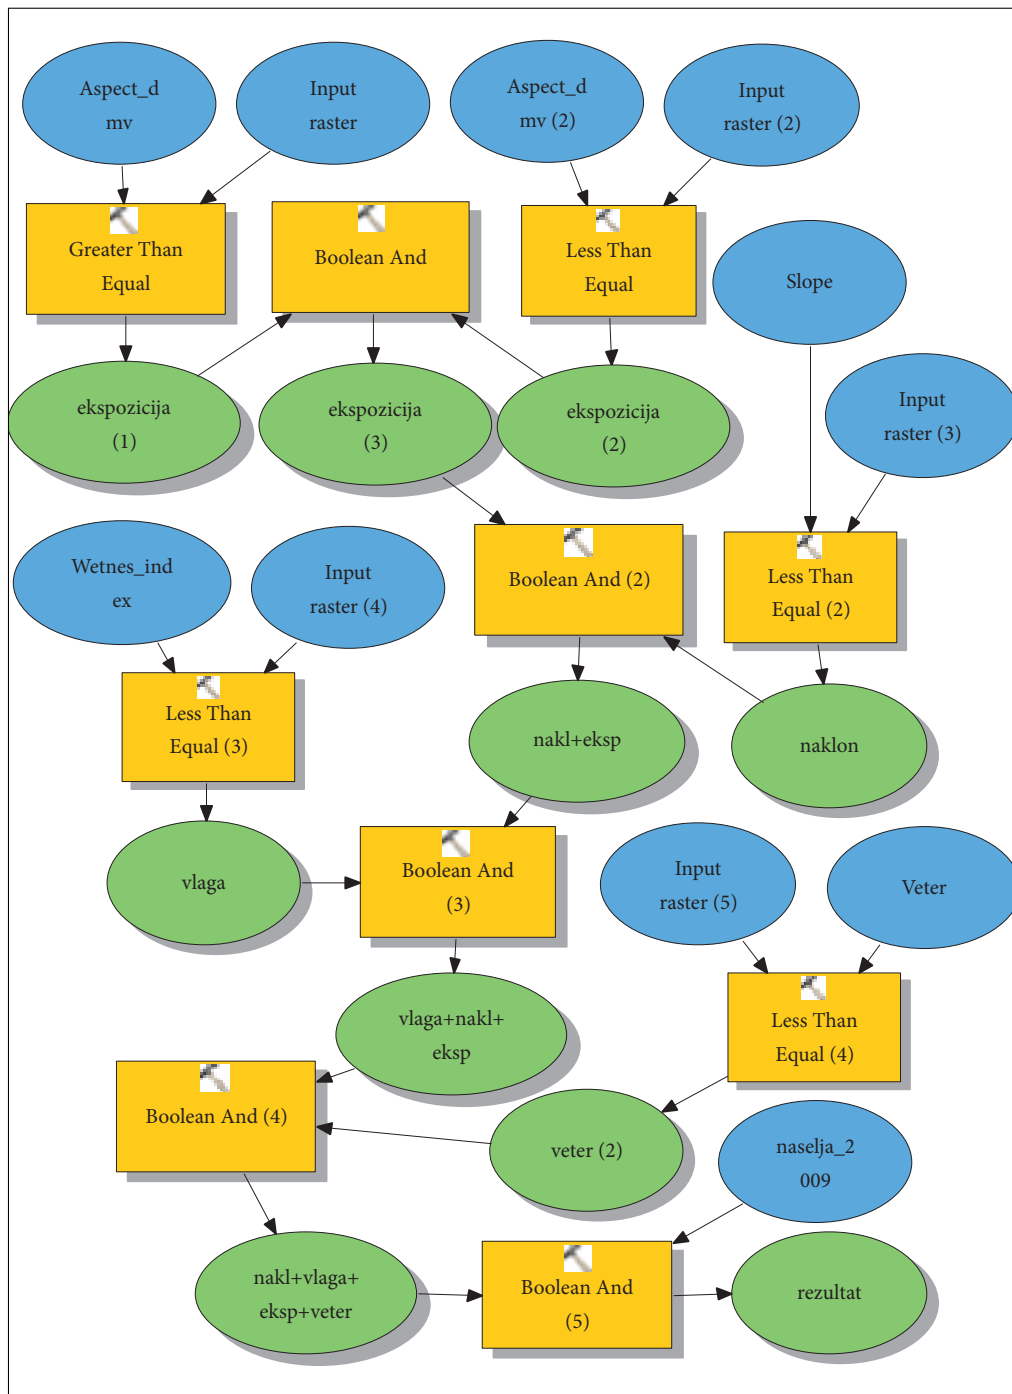 Aspect_d
mv
Input
raster
Aspect_d
mv (2)
Input
raster (2)
Greater Than
Equal
Boolean And
Less Than
Equal
Slope
ekspozicija
(1)
ekspozicija
(3)
ekspozicija
(2)
Input
raster (3)
Wetnes_ind
ex
Input
raster (4)
Boolean And (2)
Less Than
Equal (2)
Less Than
Equal (3)
nakl+eksp
naklon
vlaga
Boolean And
(3)
Input
raster (5)
Veter
vlaga+nakl+
eksp
Less Than
Equal (4)
Boolean And (4)
veter (2)
naselja_2
009
nakl+vlaga+
eksp+veter
Boolean And
(5)
rezultat